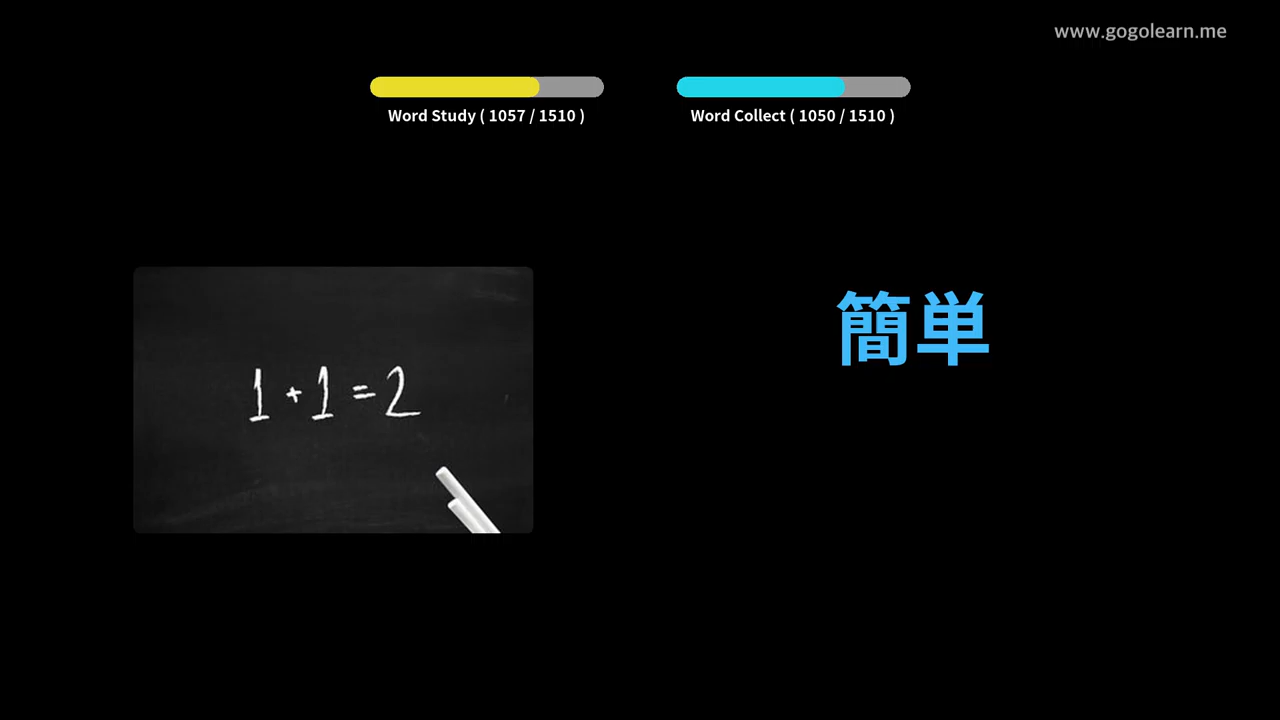 www.gogolearn.me
Word Study ( 1057 / 1510 )
Word Collect ( 1050 / 1510 )
1 + 1 = 2
簡単